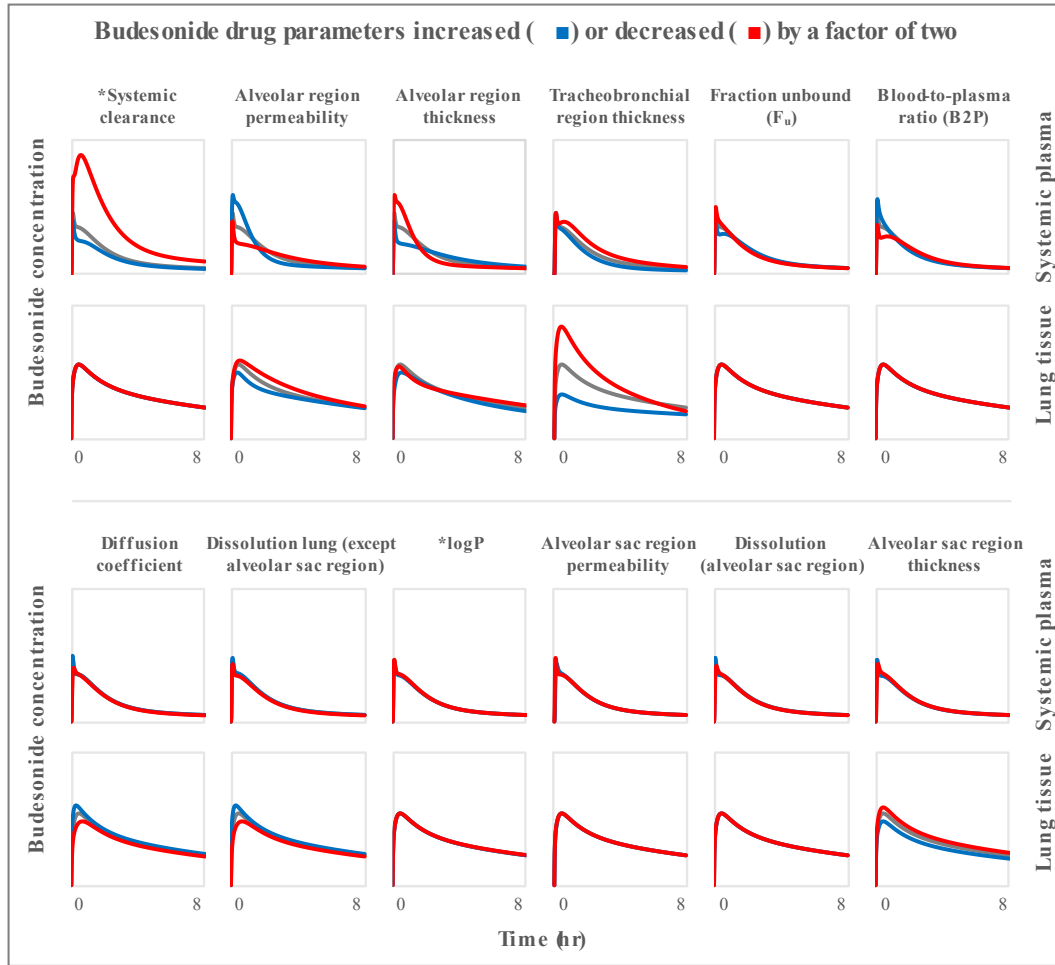 Budesonide drug parameters increased ( ■) or decreased ( ■) by a factor of two
*Systemic
clearance
Alveolar region
permeability
Alveolar region
thickness
Tracheobronchial
region thickness
Fraction unbound
(Fᵤ)
Blood-to-plasma
ratio (B2P)
Budesonide concentration
Systemic plasma
Lung tissue
0 8 0 8 0 8 0 8 0 8 0 8
Diffusion
coefficient
Dissolution lung (except
alveolar sac region)
*logP
Alveolar sac region
permeability
Dissolution
(alveolar sac region)
Alveolar sac region
thickness
Budesonide concentration
Systemic plasma
Lung tissue
0 8 0 8 0 8 0 8 0 8 0 8
Time (hr)